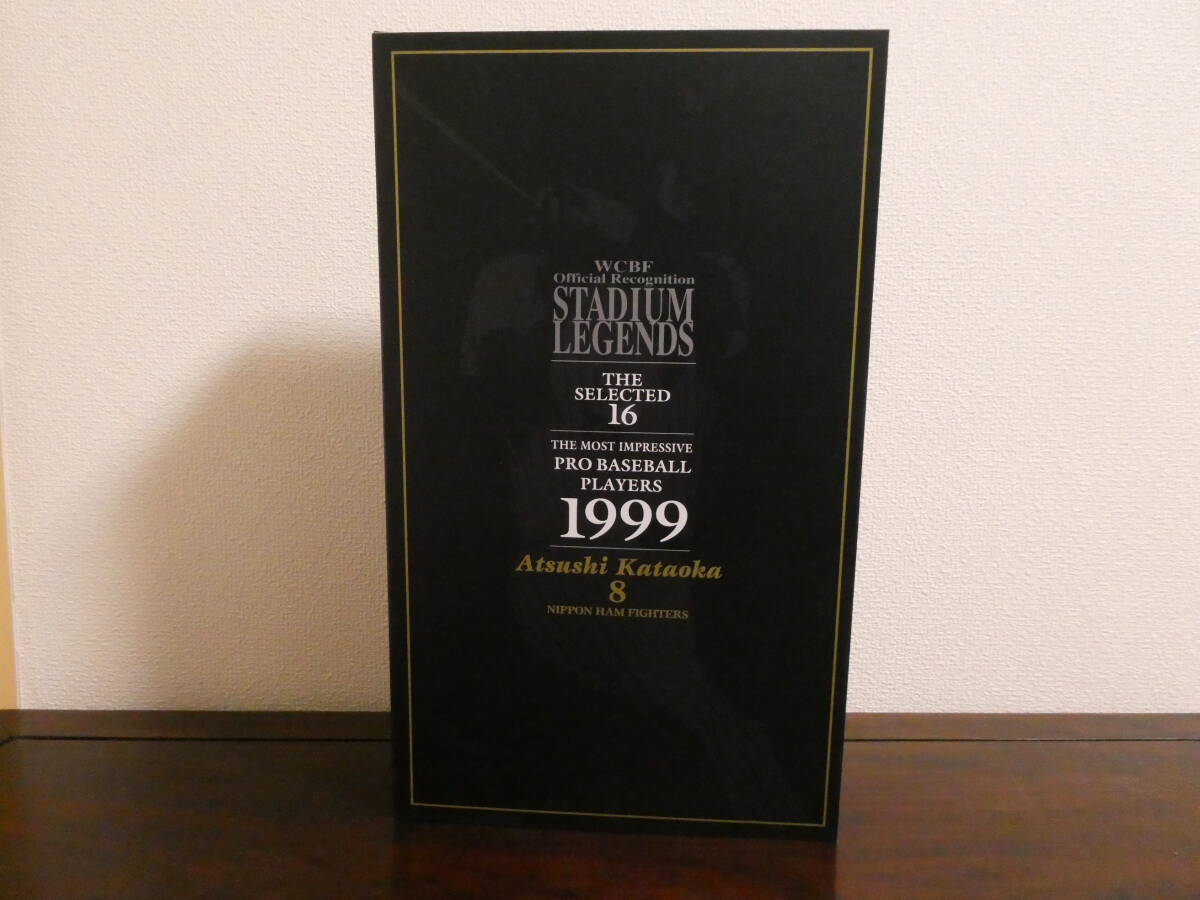 WCBF
Official Recognition
STADIUM
LEGENDS
THE
SELECTED
16
THE MOST IMPRESSIVE
PRO BASEBALL
PLAYERS
1999
Atsushi Kataoka
8
NIPPON HAM FIGHTERS